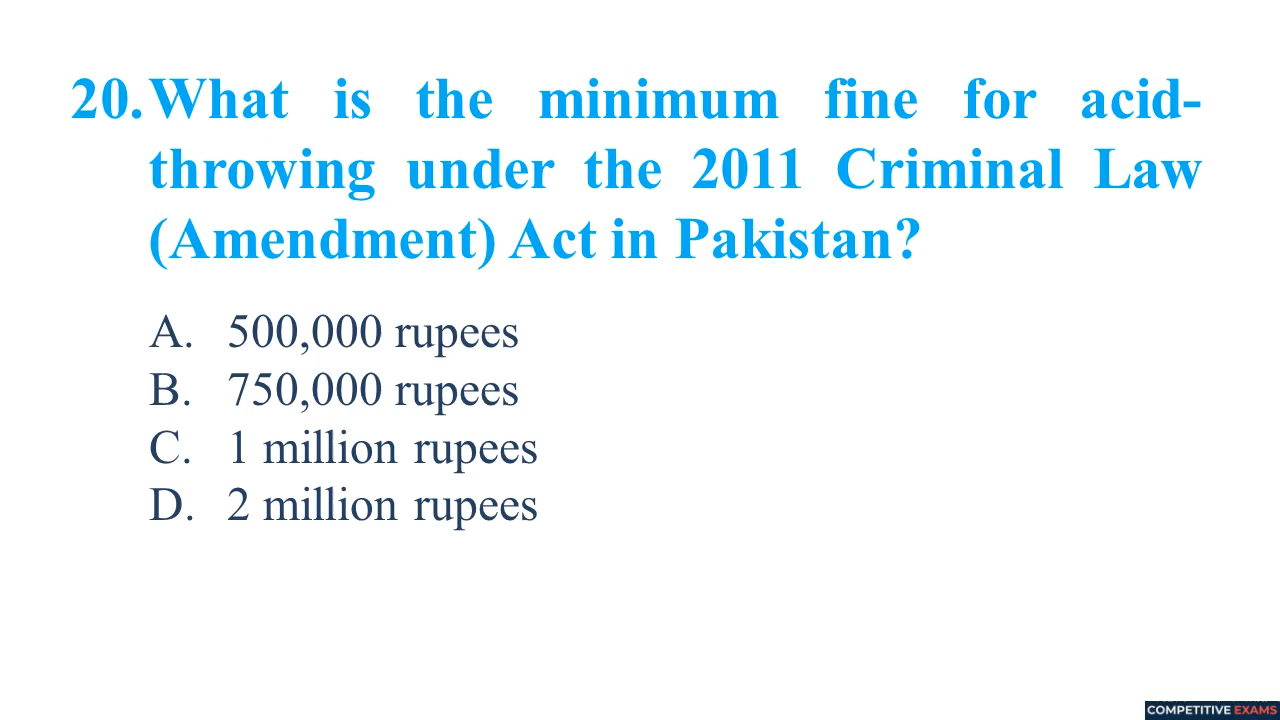 20. What is the minimum fine for acid-
throwing under the 2011 Criminal Law
(Amendment) Act in Pakistan?
A. 500,000 rupees
B. 750,000 rupees
C. 1 million rupees
D. 2 million rupees
COMPETITIVE EXAMS